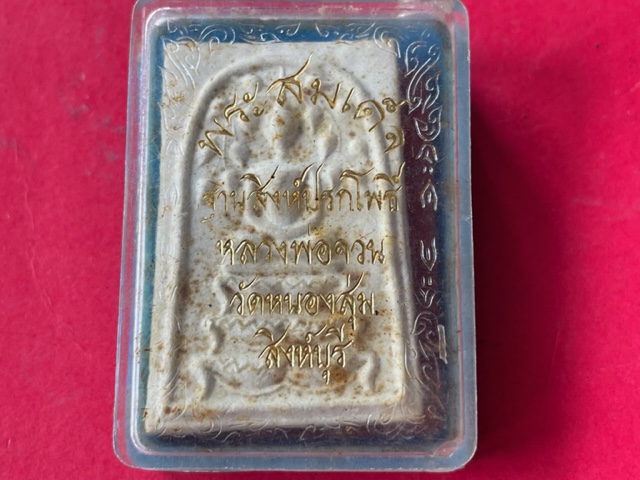 พระสมเด็จ
ฐานสิงห์ปรกโพธิ์
หลวงพ่อจวน
วัดหนองสุ่ม
สิงห์บุรี